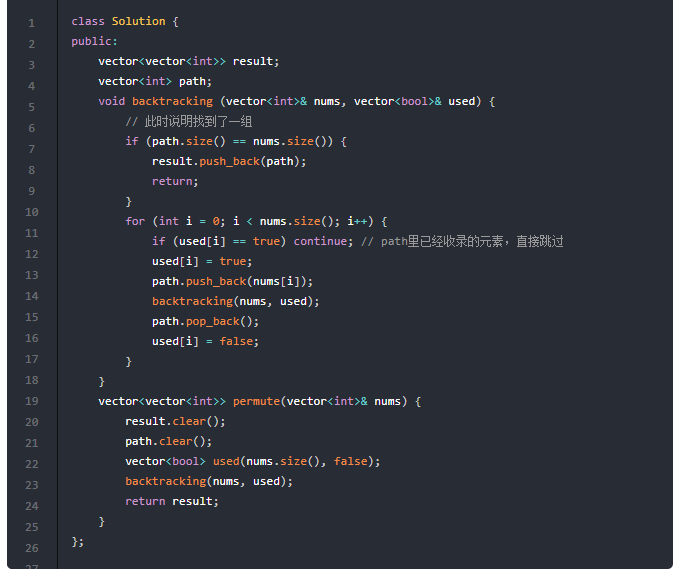 1 class Solution {
2 public:
3     vector<vector<int>> result;
4     vector<int> path;
5     void backtracking (vector<int>& nums, vector<bool>& used) {
6         // 此时说明找到了一组
7         if (path.size() == nums.size()) {
8             result.push_back(path);
9             return;
10         }
11         for (int i = 0; i < nums.size(); i++) {
12             if (used[i] == true) continue; // path里已经收录的元素，直接跳过
13             used[i] = true;
14             path.push_back(nums[i]);
15             backtracking(nums, used);
16             path.pop_back();
17             used[i] = false;
18         }
19     }
20     vector<vector<int>> permute(vector<int>& nums) {
21         result.clear();
22         path.clear();
23         vector<bool> used(nums.size(), false);
24         backtracking(nums, used);
25         return result;
26     }
27 };